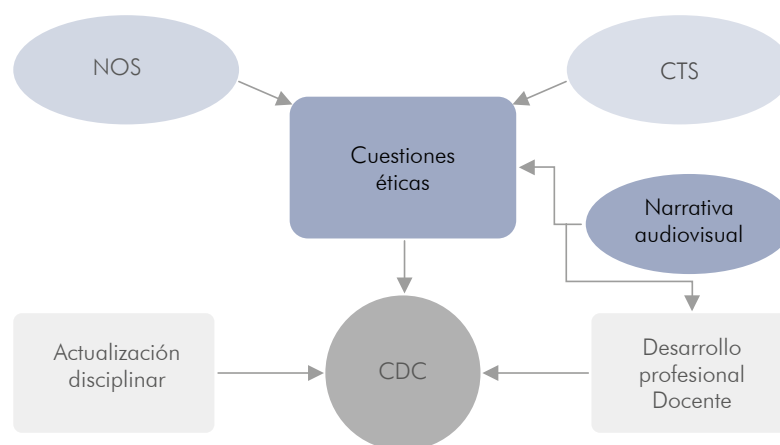 NOS
CTS
Cuestiones
éticas
Narrativa
audiovisual
Actualización
disciplinar
CDC
Desarrollo
profesional
Docente